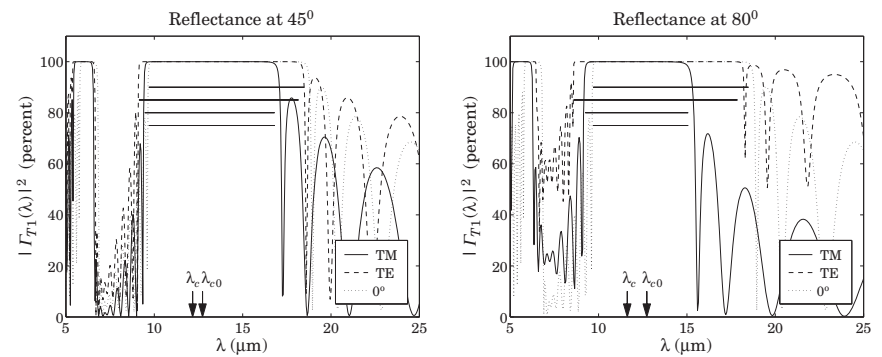 Reflectance at 45⁰
| Γ_T1(λ) |² (percent)
100
80
60
40
20
0
λ_c λ_c0
TM
TE
0º
5 10 15 20 25
λ (μm)
Reflectance at 80⁰
| Γ_T1(λ) |² (percent)
100
80
60
40
20
0
λ_c λ_c0
TM
TE
0º
5 10 15 20 25
λ (μm)